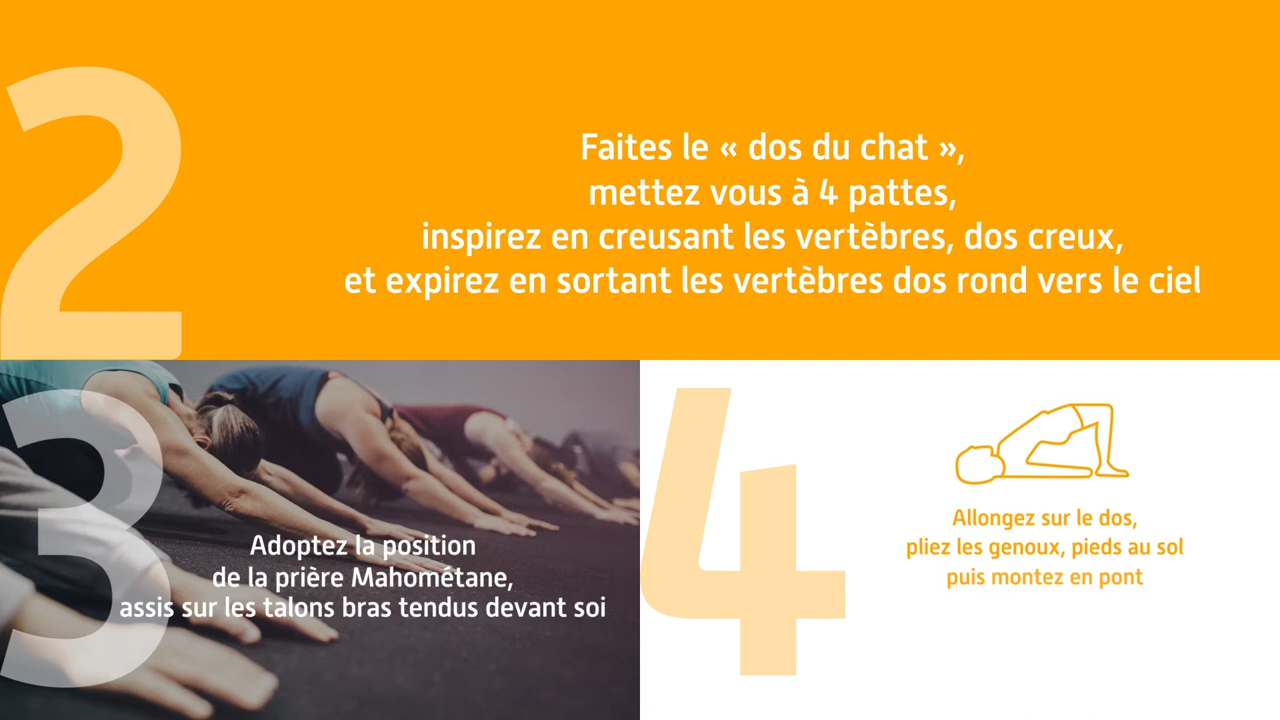 2
Faites le « dos du chat »,
mettez vous à 4 pattes,
inspirez en creusant les vertèbres, dos creux,
et expirez en sortant les vertèbres dos rond vers le ciel
3
Adoptez la position
de la prière Mahométane,
assis sur les talons bras tendus devant soi
4
Allongez sur le dos,
pliez les genoux, pieds au sol
puis montez en pont